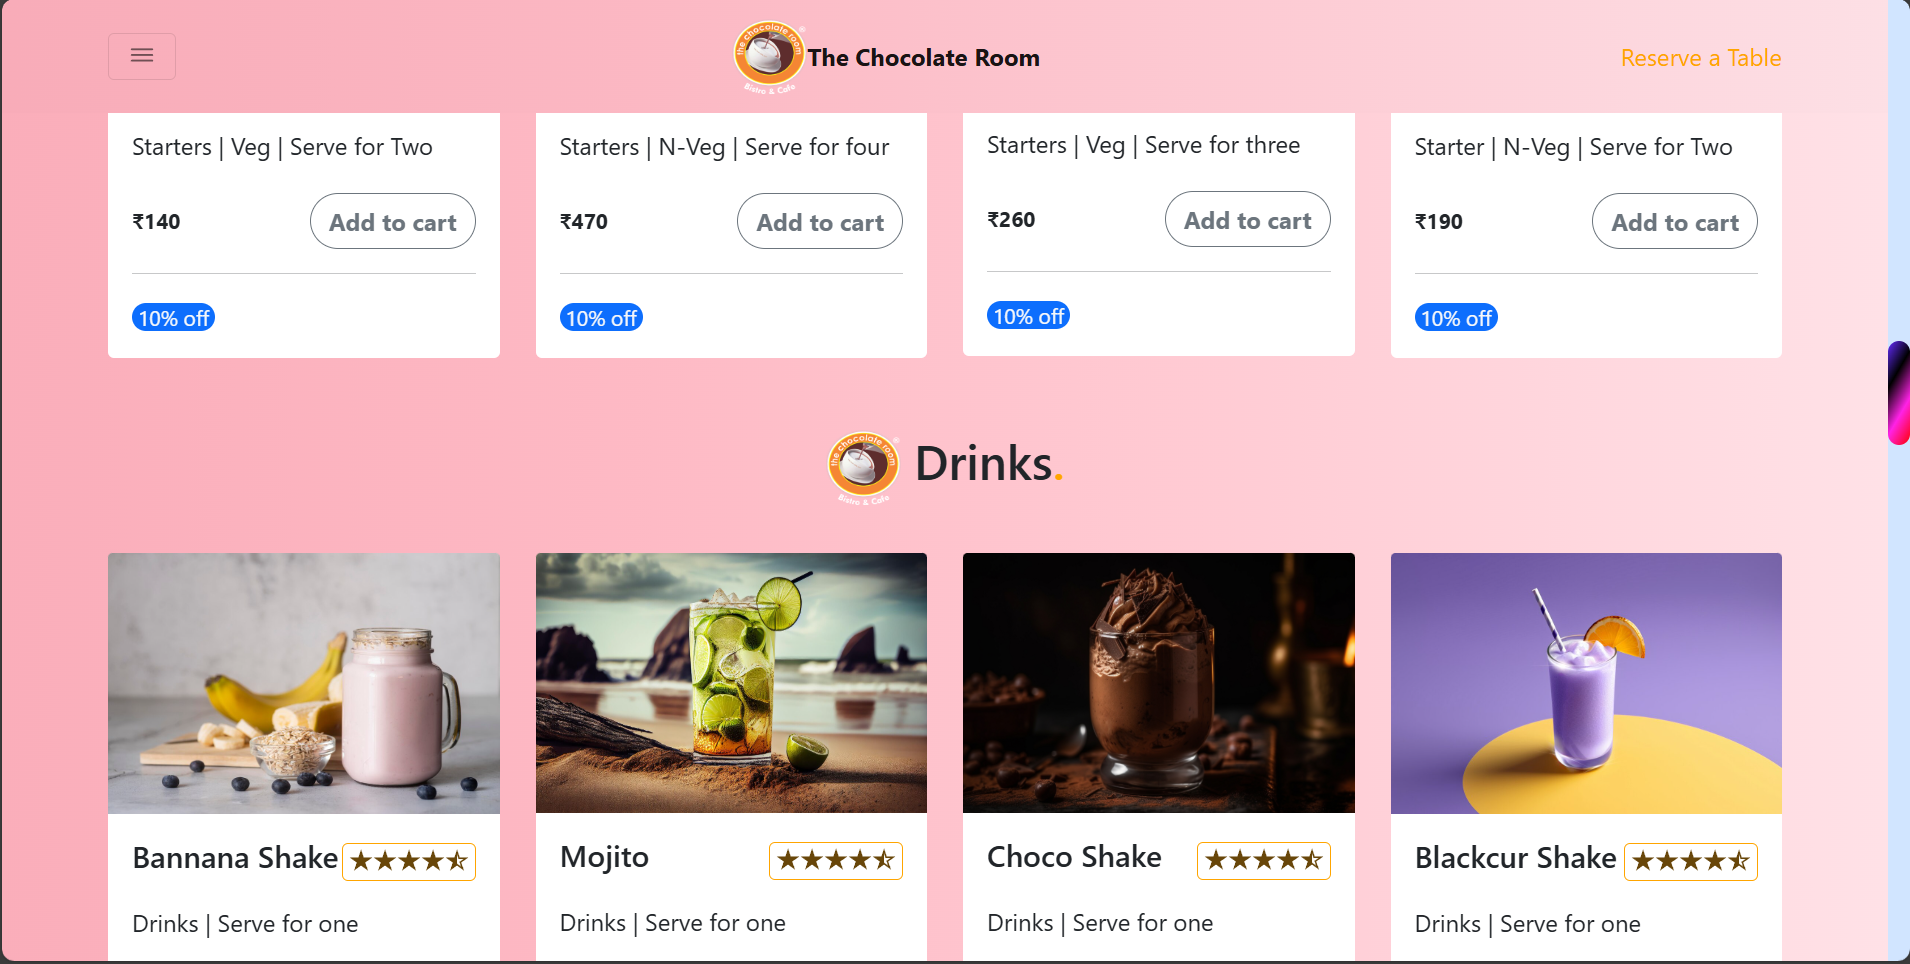 the chocolate room
Bistro & Cafe
The Chocolate Room
Reserve a Table
Starters | Veg | Serve for Two
₹140
Add to cart
10% off
Starters | N-Veg | Serve for four
₹470
Add to cart
10% off
Starters | Veg | Serve for three
₹260
Add to cart
10% off
Starter | N-Veg | Serve for Two
₹190
Add to cart
10% off
the chocolate room
Bistro & Cafe
Drinks.
Bannana Shake
Drinks | Serve for one
Mojito
Drinks | Serve for one
Choco Shake
Drinks | Serve for one
Blackcur Shake
Drinks | Serve for one